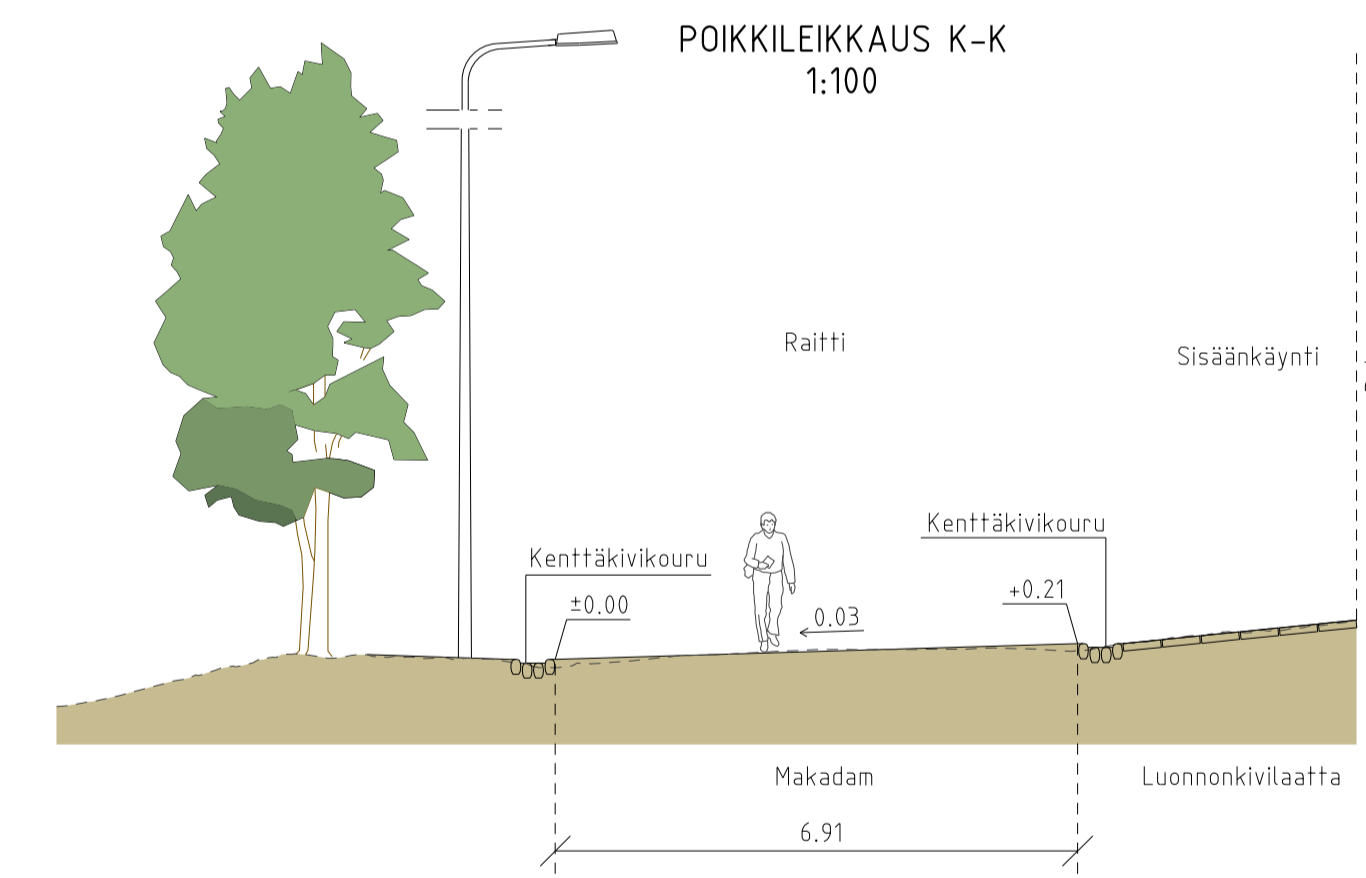 POIKKILEIKKAUS K-K
1:100
Raitti
Sisäänkäynti
Kenttäkivikouru
Kenttäkivikouru
±0.00
+0.21
0.03
Makadam
Luonnonkivilaatta
6.91